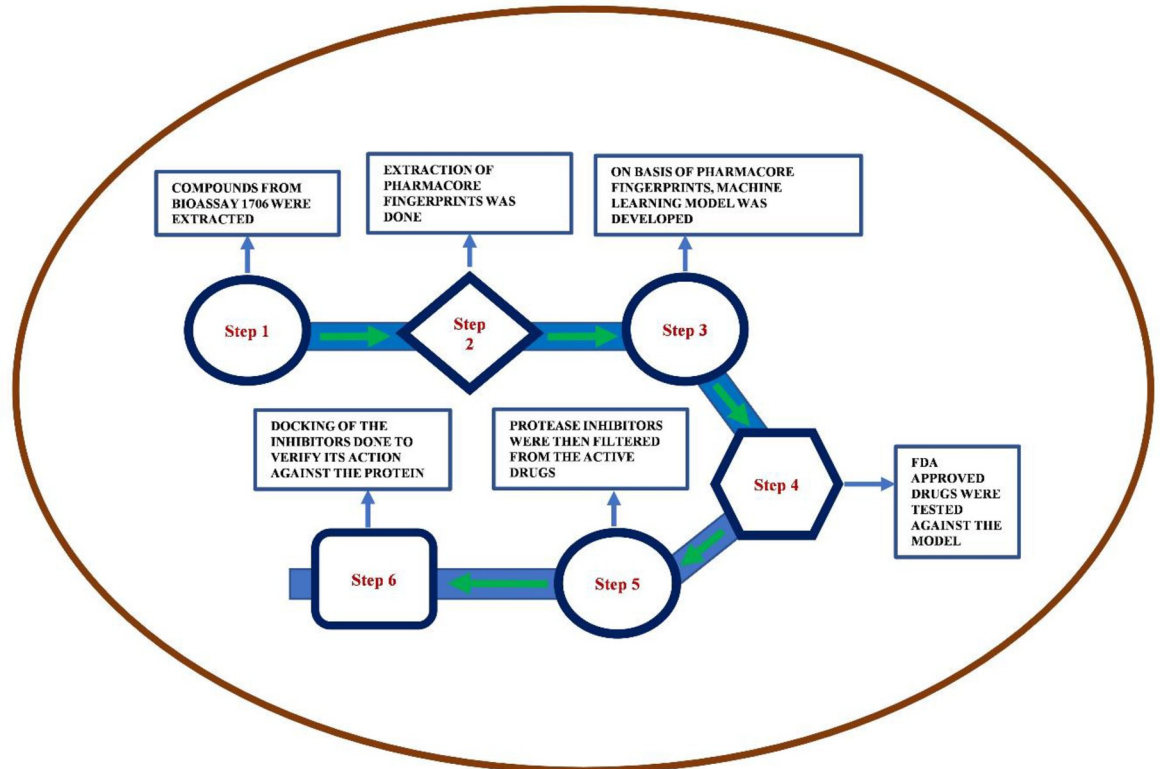 COMPOUNDS FROM
BIOASSAY 1706 WERE
EXTRACTED
EXTRACTION OF
PHARMACORE
FINGERPRINTS WAS
DONE
ON BASIS OF PHARMACORE
FINGERPRINTS, MACHINE
LEARNING MODEL WAS
DEVELOPED
Step 1
Step
2
Step 3
DOCKING OF THE
INHIBITORS DONE TO
VERIFY ITS ACTION
AGAINST THE PROTEIN
PROTEASE INHIBITORS
WERE THEN FILTERED
FROM THE ACTIVE
DRUGS
Step 4
FDA
APPROVED
DRUGS WERE
TESTED
AGAINST THE
MODEL
Step 6
Step 5